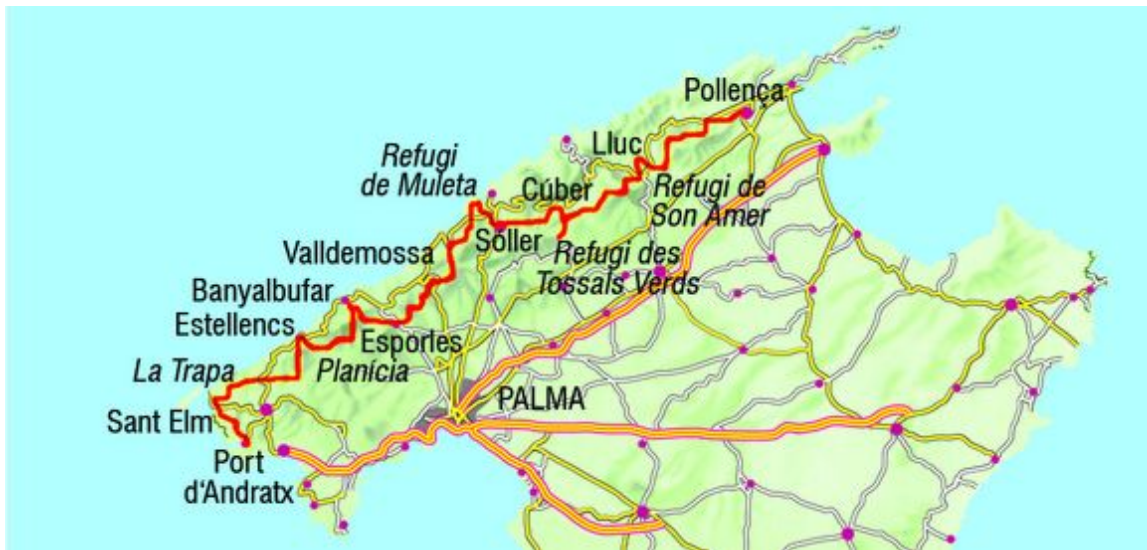 Pollença
Lluc
Refugi
de Muleta
Cúber
Refugi de
Son Amer
Sóller
Valldemossa
Refugi des
Tossals Verds
Banyalbufar
Estellencs
Esporles
La Trapa
Planícia
PALMA
Sant Elm
Port
d'Andratx